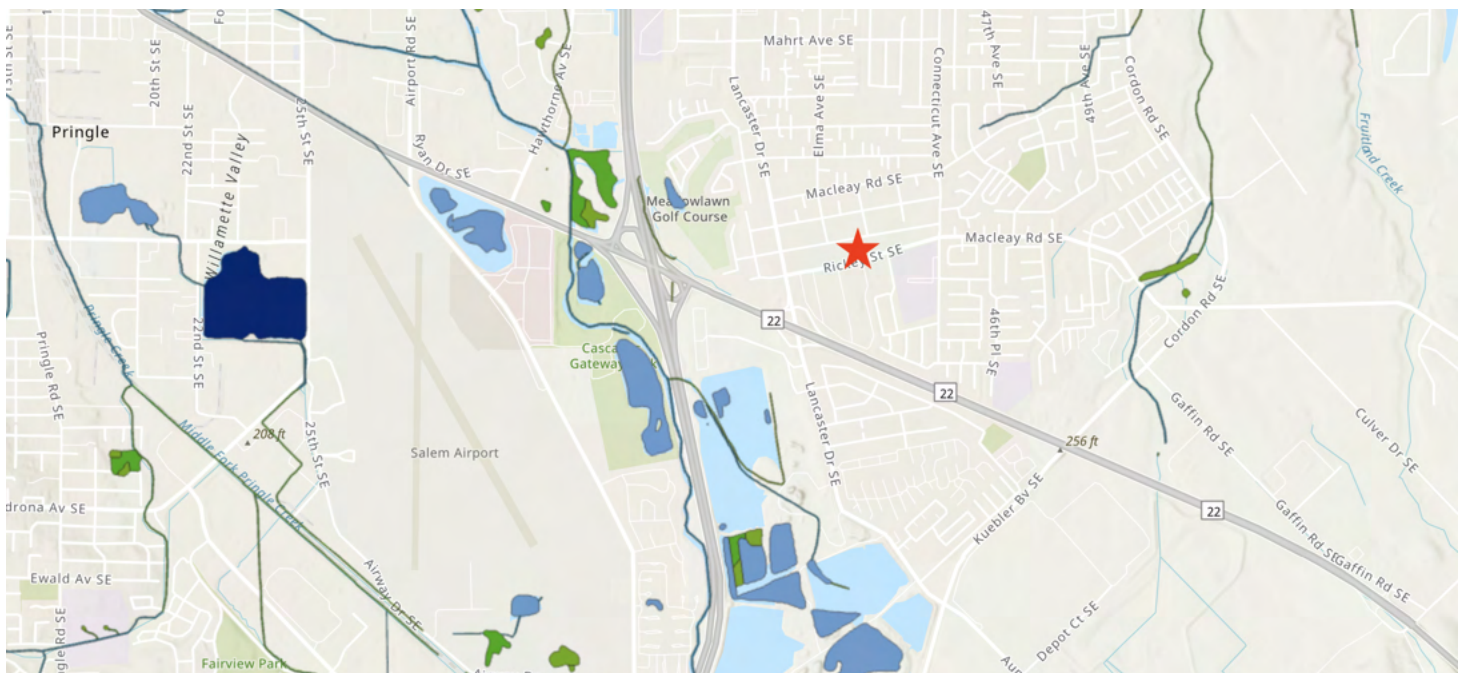 13th St SE
20th St SE
Airport Rd SE
Hawthorne Av SE
Mahrt Ave SE
47th Ave SE
Lancaster Dr SE
Elma Ave SE
Connecticut Ave SE
49th Ave SE
Cordon Rd SE
Pringle
22nd St SE
25th St SE
Ryan Dr SE
Fruitland Creek
Willamette Valley
Macleay Rd SE
Meadowlawn
Golf Course
Macleay Rd SE
Rickey St SE
Pringle Creek
22nd St SE
22
Cordon Rd SE
46th Pl SE
Pringle Rd SE
Gateway
Lancaster Dr SE
22
Gaffin Rd SE
Culver Dr SE
Middle Fork Pringle Creek
208 ft
25th St SE
Salem Airport
256 ft
Kuebler Bv SE
22
Gaffin Rd SE
drona Av SE
Ewald Av SE
Airway Dr SE
Gaffin Rd SE
Depot Ct SE
Fairview Park